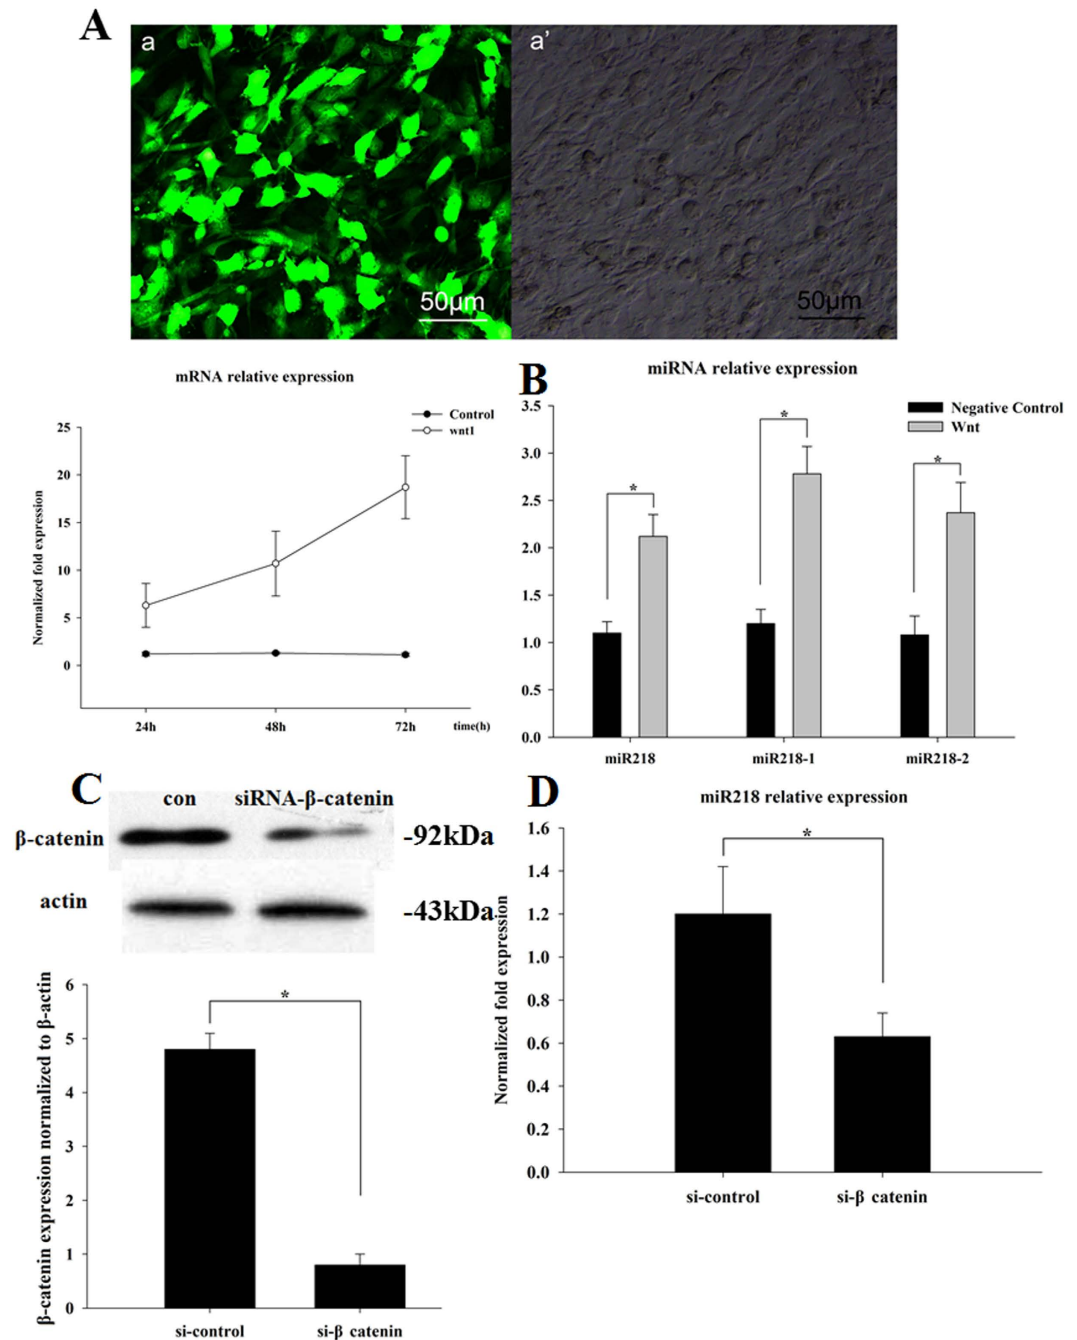 A
a
a'
50μm
50μm
mRNA relative expression
Control
wnt1
Normalized fold expression
25
20
15
10
5
0
24h
48h
72h
time(h)
B
miRNA relative expression
Negative Control
Wnt
3.5
3.0
2.5
2.0
1.5
1.0
0.5
0.0
*
*
*
miR218
miR218-1
miR218-2
C
con
siRNA-β-catenin
β-catenin
-92kDa
actin
-43kDa
β-catenin expression normalized to β-actin
6
5
4
3
2
1
0
*
si-control
si-β catenin
D
miR218 relative expression
Normalized fold expression
1.6
1.4
1.2
1.0
0.8
0.6
0.4
0.2
0.0
*
si-control
si-β catenin